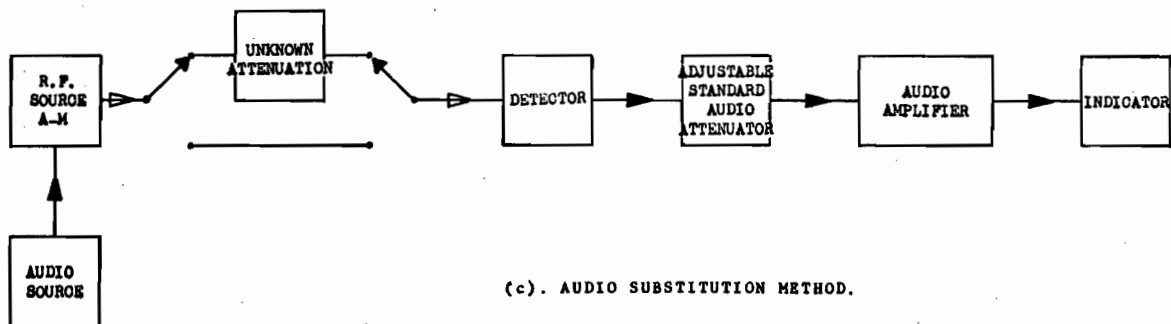 R.F.
SOURCE
A-M
UNKNOWN
ATTENUATION
DETECTOR
ADJUSTABLE
STANDARD
AUDIO
ATTENUATOR
AUDIO
AMPLIFIER
INDICATOR
AUDIO
SOURCE
(c). AUDIO SUBSTITUTION METHOD.